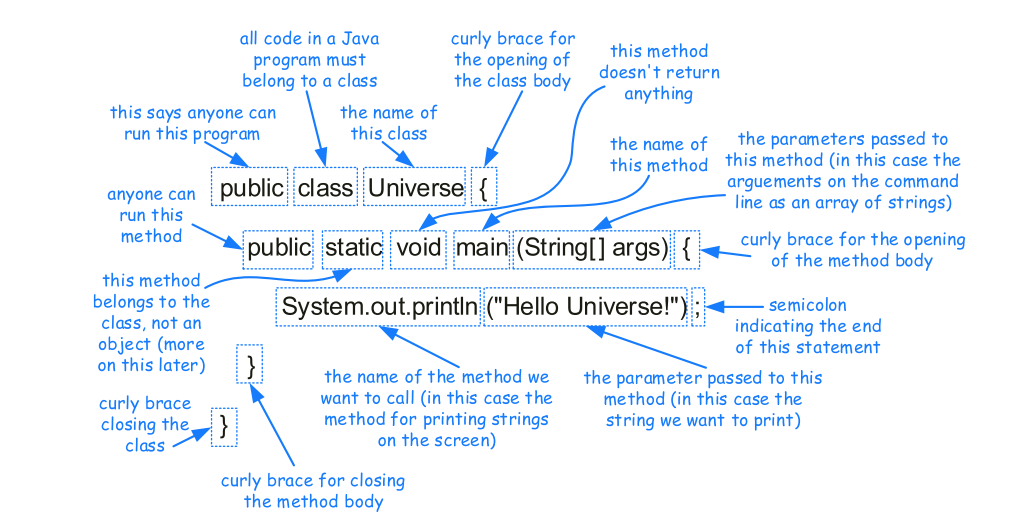 all code in a Java
program must
belong to a class
curly brace for
the opening of
the class body
this method
doesn't return
anything
this says anyone can
run this program
the name of
this class
the name of
this method
the parameters passed to
this method (in this case the
arguements on the command
line as an array of strings)
public class Universe {
anyone can
run this
method
public static void main (String[] args) {
curly brace for the opening
of the method body
this method
belongs to the
class, not an
object (more
on this later)
System.out.println ("Hello Universe!") ;
semicolon
indicating the end
of this statement
}
the name of the method we
want to call (in this case the
method for printing strings
on the screen)
the parameter passed to this
method (in this case the
string we want to print)
curly brace
closing the
class
}
curly brace for closing
the method body